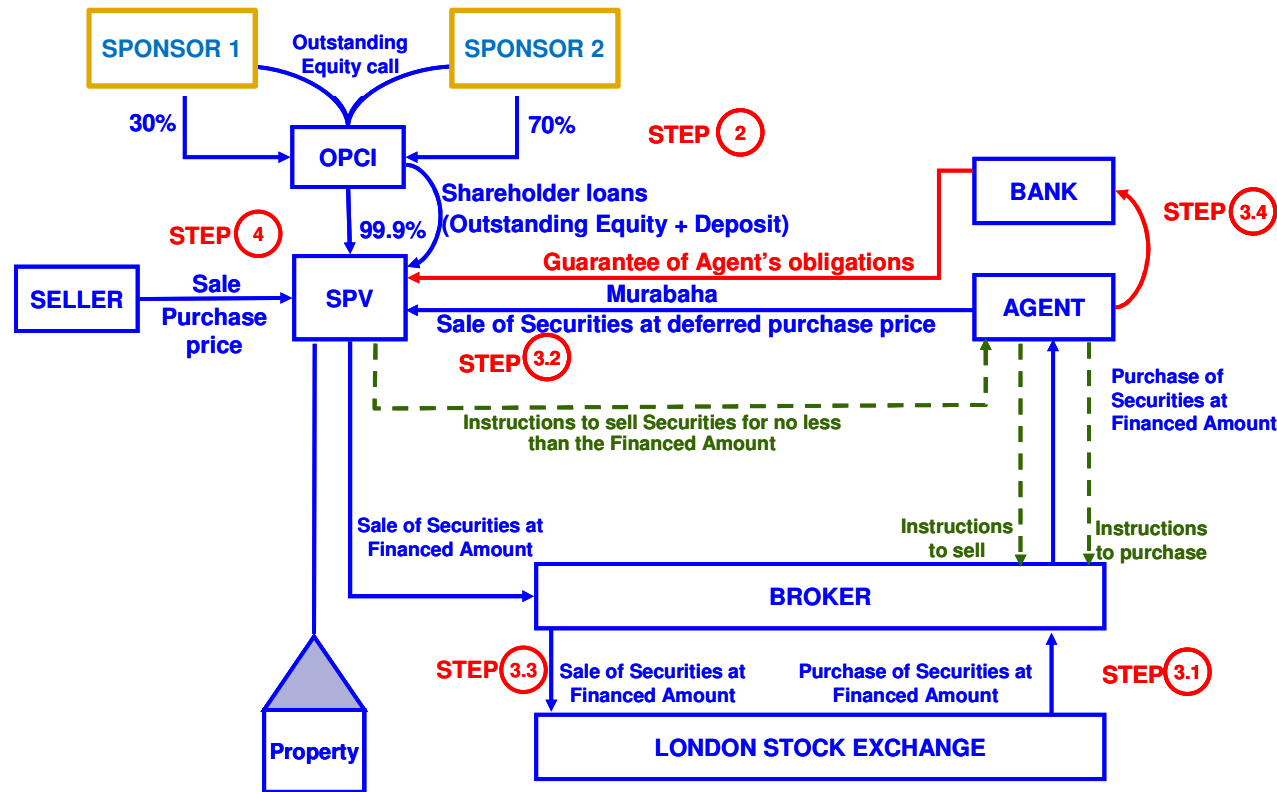 SPONSOR 1
Outstanding
Equity call
SPONSOR 2
30%
70%
STEP 2
OPCI
BANK
Shareholder loans
(Outstanding Equity + Deposit)
STEP 3.4
STEP 4
99.9%
Guarantee of Agent's obligations
SELLER
Sale
Purchase
price
SPV
Murabaha
Sale of Securities at deferred purchase price
AGENT
STEP 3.2
Purchase of
Securities at
Financed Amount
Instructions to sell Securities for no less
than the Financed Amount
Sale of Securities at
Financed Amount
Instructions
to sell
Instructions
to purchase
BROKER
STEP 3.3
Sale of Securities at
Financed Amount
Purchase of Securities at
Financed Amount
STEP 3.1
LONDON STOCK EXCHANGE
Property